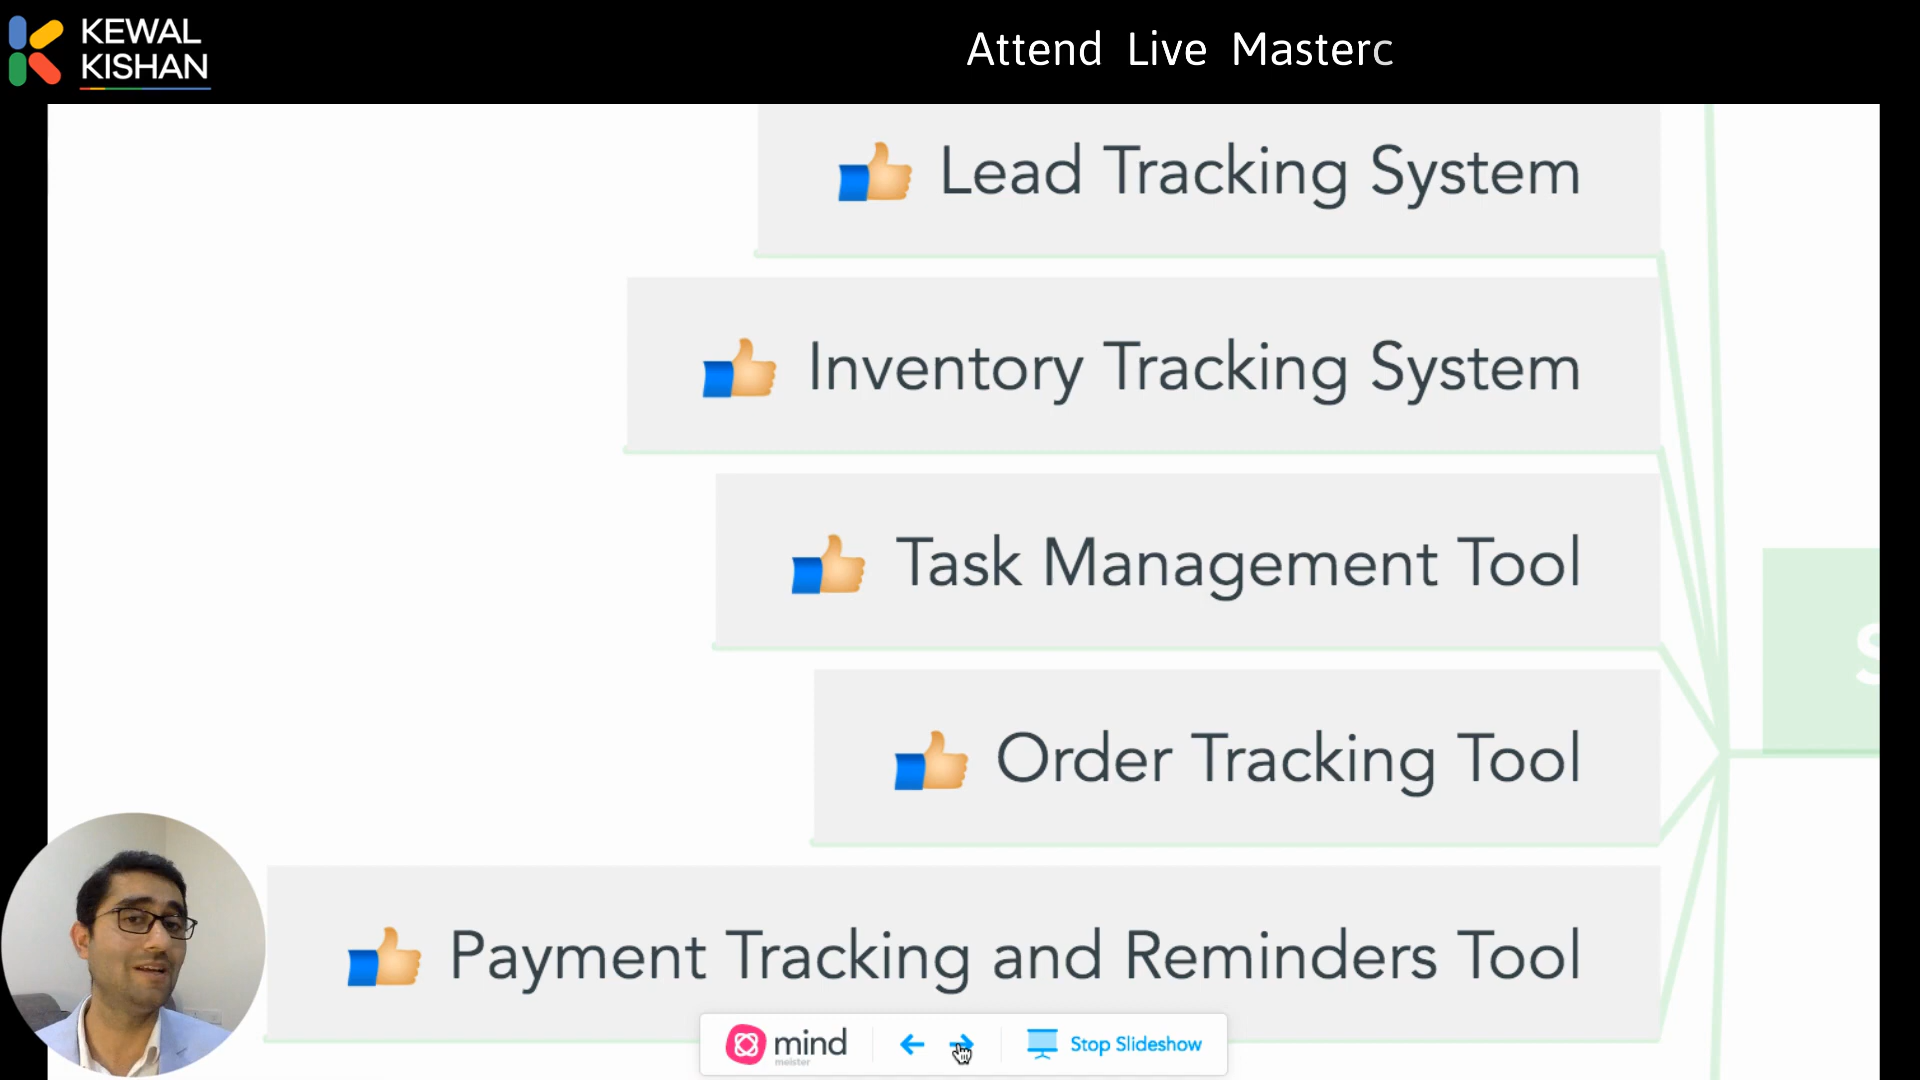 KEWAL
KISHAN
Attend Live Masterc
Lead Tracking System
Inventory Tracking System
Task Management Tool
S
Order Tracking Tool
Payment Tracking and Reminders Tool
mind
meister
Stop Slideshow